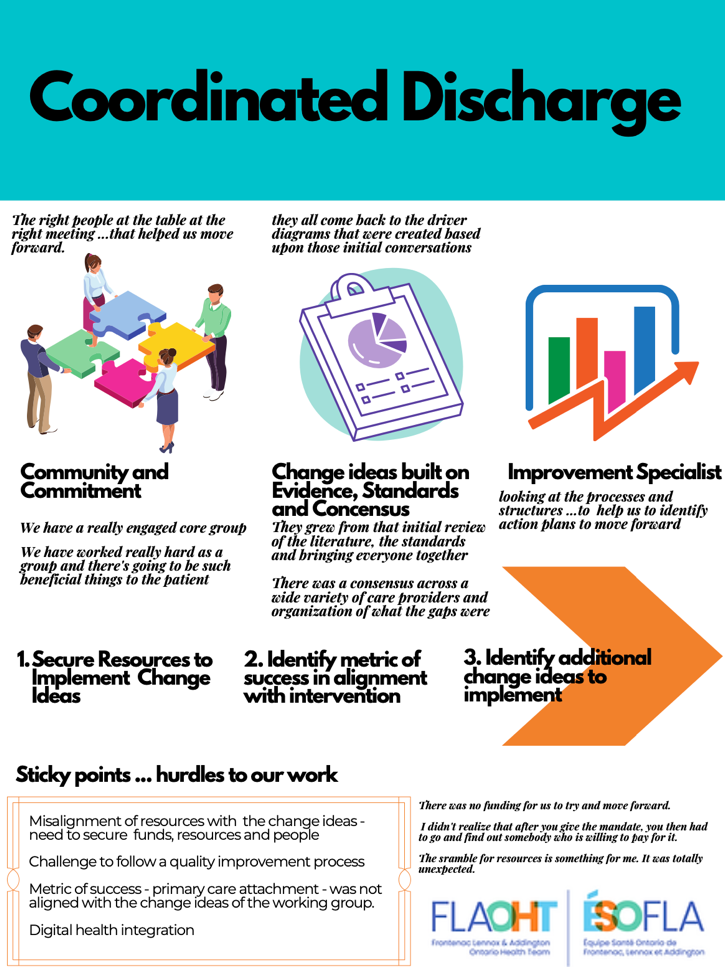 Coordinated Discharge
The right people at the table at the
right meeting ...that helped us move
forward.
they all come back to the driver
diagrams that were created based
upon those initial conversations
Community and
Commitment
We have a really engaged core group
We have worked really hard as a
group and there's going to be such
beneficial things to the patient
Change ideas built on
Evidence, Standards
and Concensus
They grew from that initial review
of the literature, the standards
and bringing everyone together
There was a consensus across a
wide variety of care providers and
organization of what the gaps were
Improvement Specialist
looking at the processes and
structures ...to help us to identify
action plans to move forward
1. Secure Resources to
Implement Change
Ideas
2. Identify metric of
success in alignment
with intervention
3. Identify additional
change ideas to
implement
Sticky points ... hurdles to our work
Misalignment of resources with the change ideas -
need to secure funds, resources and people
Challenge to follow a quality improvement process
Metric of success - primary care attachment - was not
aligned with the change ideas of the working group.
Digital health integration
There was no funding for us to try and move forward.
I didn't realize that after you give the mandate, you then had
to go and find out somebody who is willing to pay for it.
The sramble for resources is something for me. It was totally
unexpected.
FLAOHT
Frontenac Lennox & Addington
Ontario Health Team
ÉSOFLA
Équipe Santé Ontario de
Frontenac, Lennox et Addington